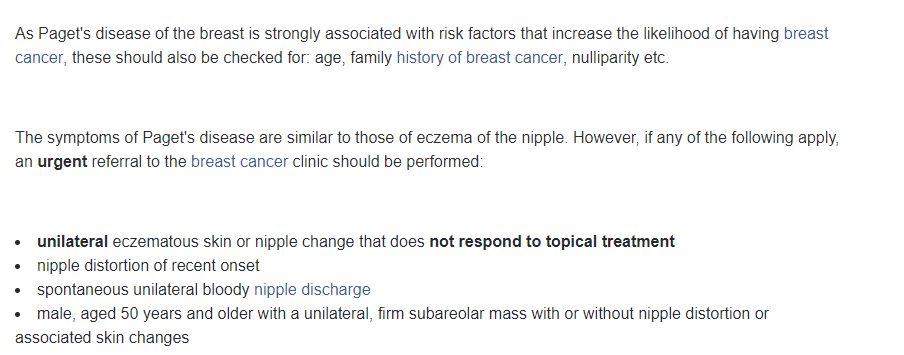 As Paget's disease of the breast is strongly associated with risk factors that increase the likelihood of having breast
cancer, these should also be checked for: age, family history of breast cancer, nulliparity etc.
The symptoms of Paget's disease are similar to those of eczema of the nipple. However, if any of the following apply,
an urgent referral to the breast cancer clinic should be performed:
• unilateral eczematous skin or nipple change that does not respond to topical treatment
• nipple distortion of recent onset
• spontaneous unilateral bloody nipple discharge
• male, aged 50 years and older with a unilateral, firm subareolar mass with or without nipple distortion or
associated skin changes